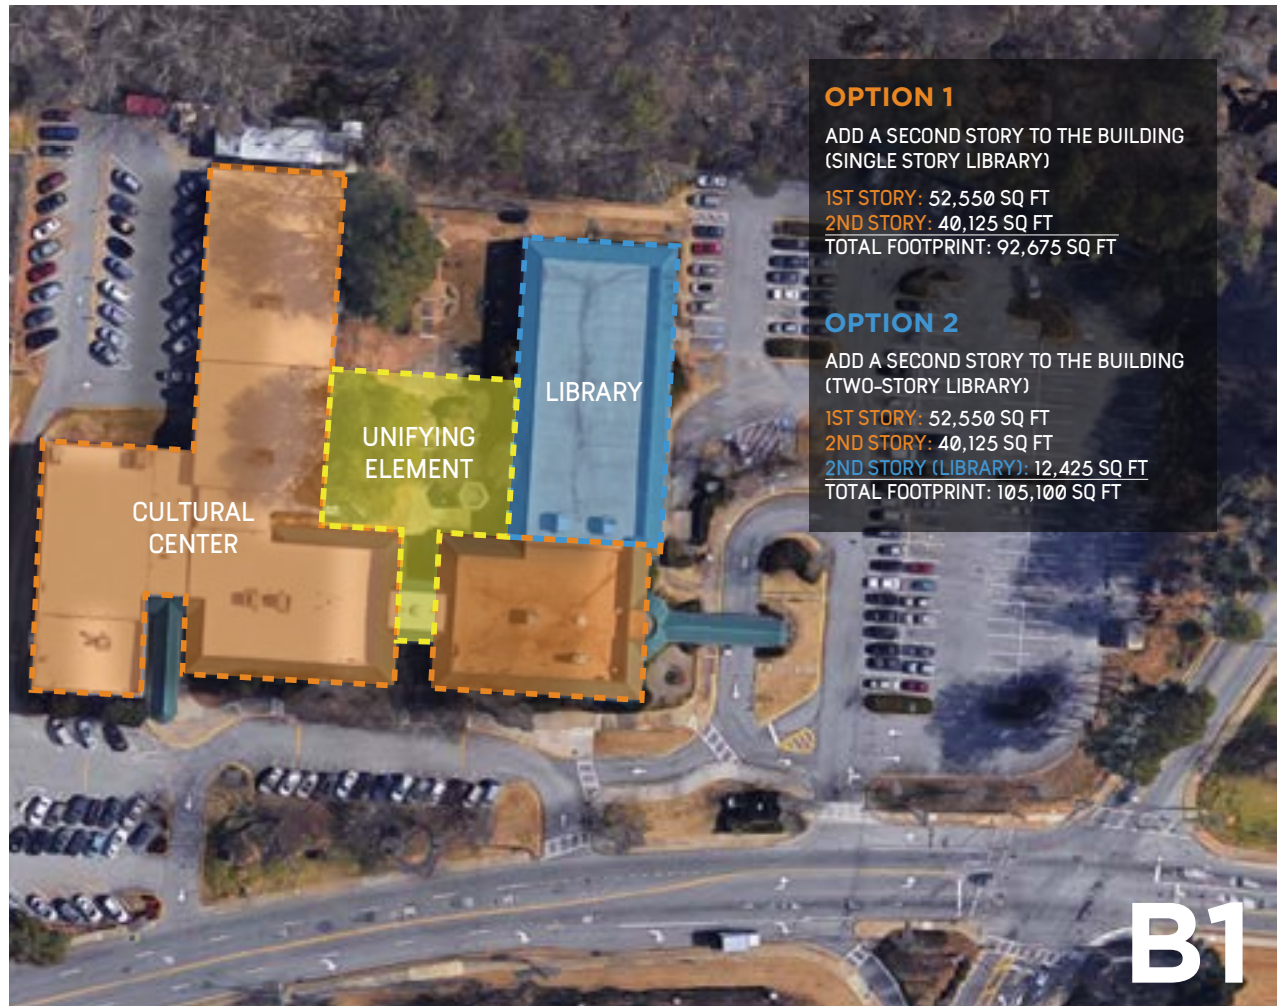 OPTION 1
ADD A SECOND STORY TO THE BUILDING
(SINGLE STORY LIBRARY)
1ST STORY: 52,550 SQ FT
2ND STORY: 40,125 SQ FT
TOTAL FOOTPRINT: 92,675 SQ FT
OPTION 2
ADD A SECOND STORY TO THE BUILDING
(TWO-STORY LIBRARY)
1ST STORY: 52,550 SQ FT
2ND STORY: 40,125 SQ FT
2ND STORY (LIBRARY): 12,425 SQ FT
TOTAL FOOTPRINT: 105,100 SQ FT
LIBRARY
UNIFYING
ELEMENT
CULTURAL
CENTER
B1